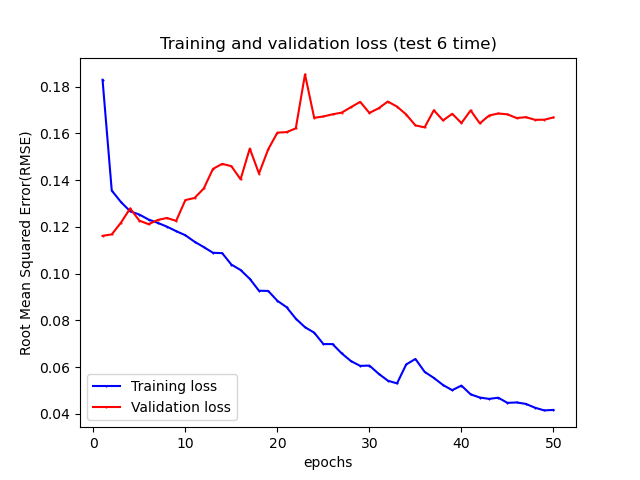 Training and validation loss (test 6 time)
Root Mean Squared Error(RMSE)
0.18
0.16
0.14
0.12
0.10
0.08
0.06
0.04
Training loss
Validation loss
0 10 20 30 40 50
epochs